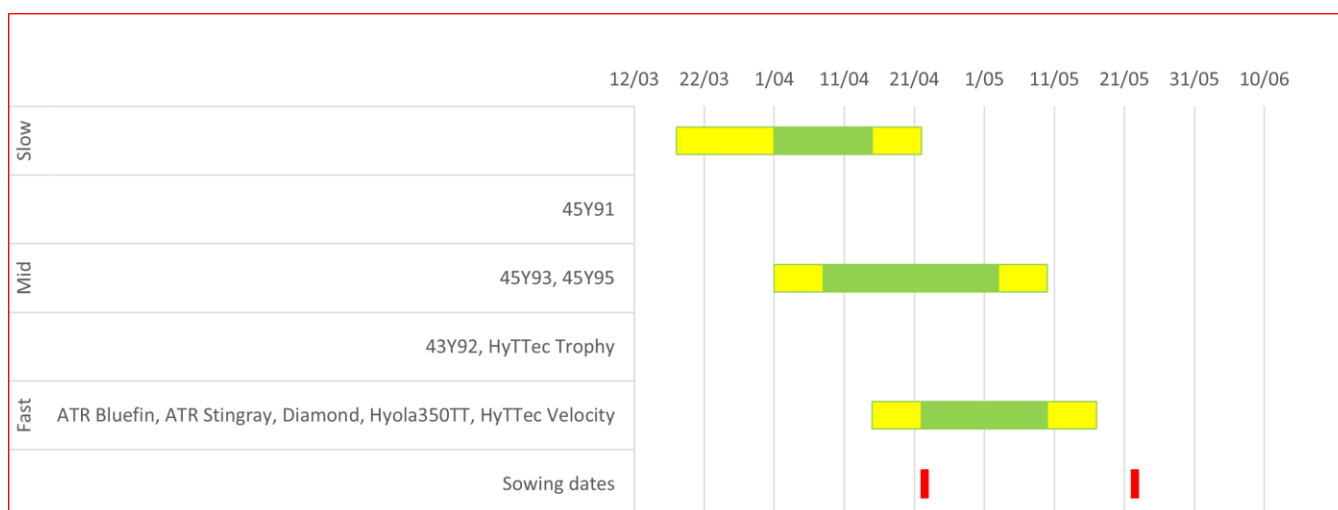 12/03 22/03 1/04 11/04 21/04 1/05 11/05 21/05 31/05 10/06
Slow
45Y91
Mid
45Y93, 45Y95
43Y92, HyTTec Trophy
Fast
ATR Bluefin, ATR Stingray, Diamond, Hyola350TT, HyTTec Velocity
Sowing dates